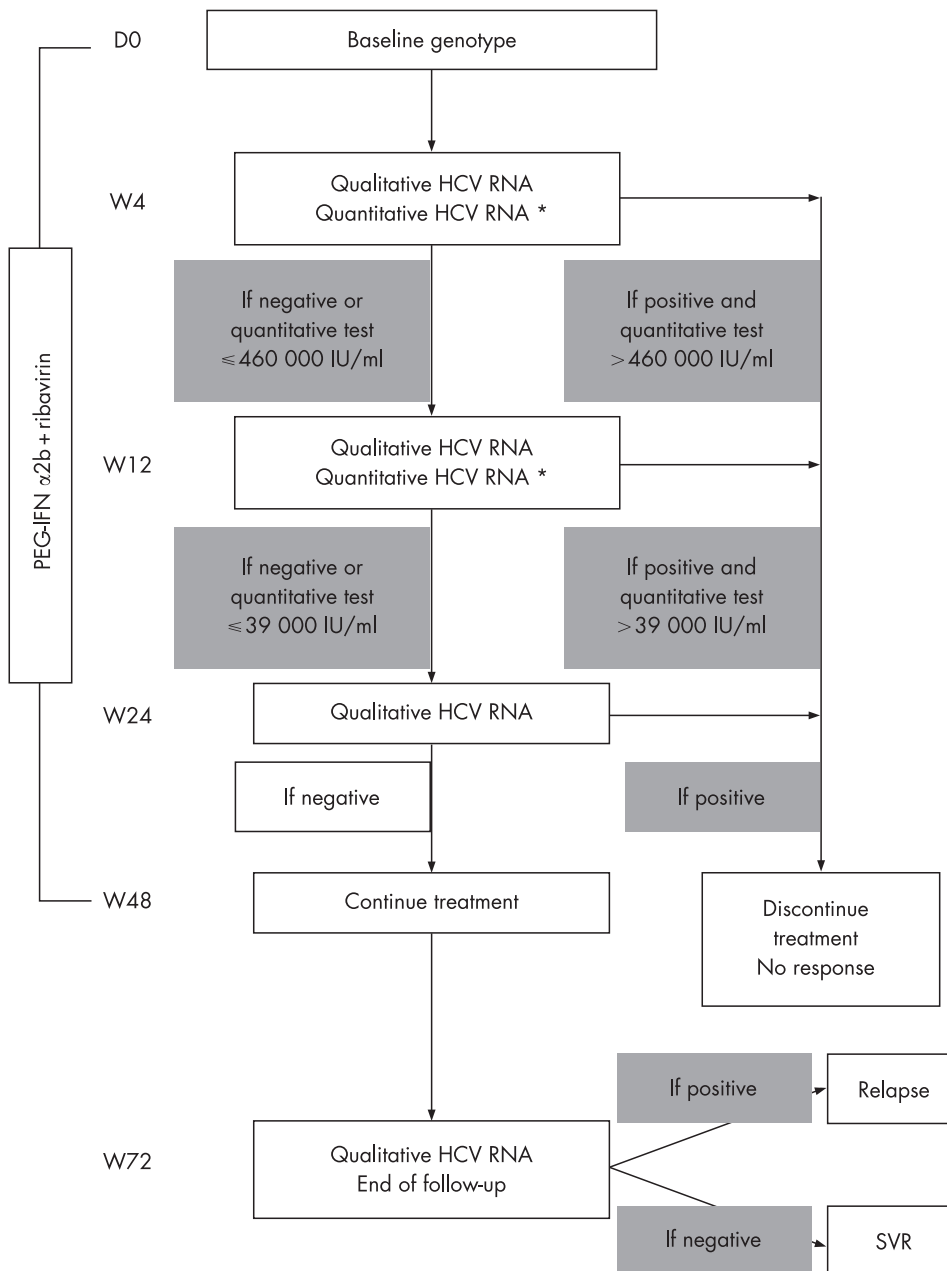 D0
Baseline genotype
W4
Qualitative HCV RNA
Quantitative HCV RNA *
If negative or
quantitative test
⩽460 000 IU/ml
If positive and
quantitative test
>460 000 IU/ml
PEG-IFN α2b + ribavirin
W12
Qualitative HCV RNA
Quantitative HCV RNA *
If negative or
quantitative test
⩽39 000 IU/ml
If positive and
quantitative test
>39 000 IU/ml
W24
Qualitative HCV RNA
If negative
If positive
W48
Continue treatment
Discontinue
treatment
No response
W72
Qualitative HCV RNA
End of follow-up
If positive
Relapse
If negative
SVR